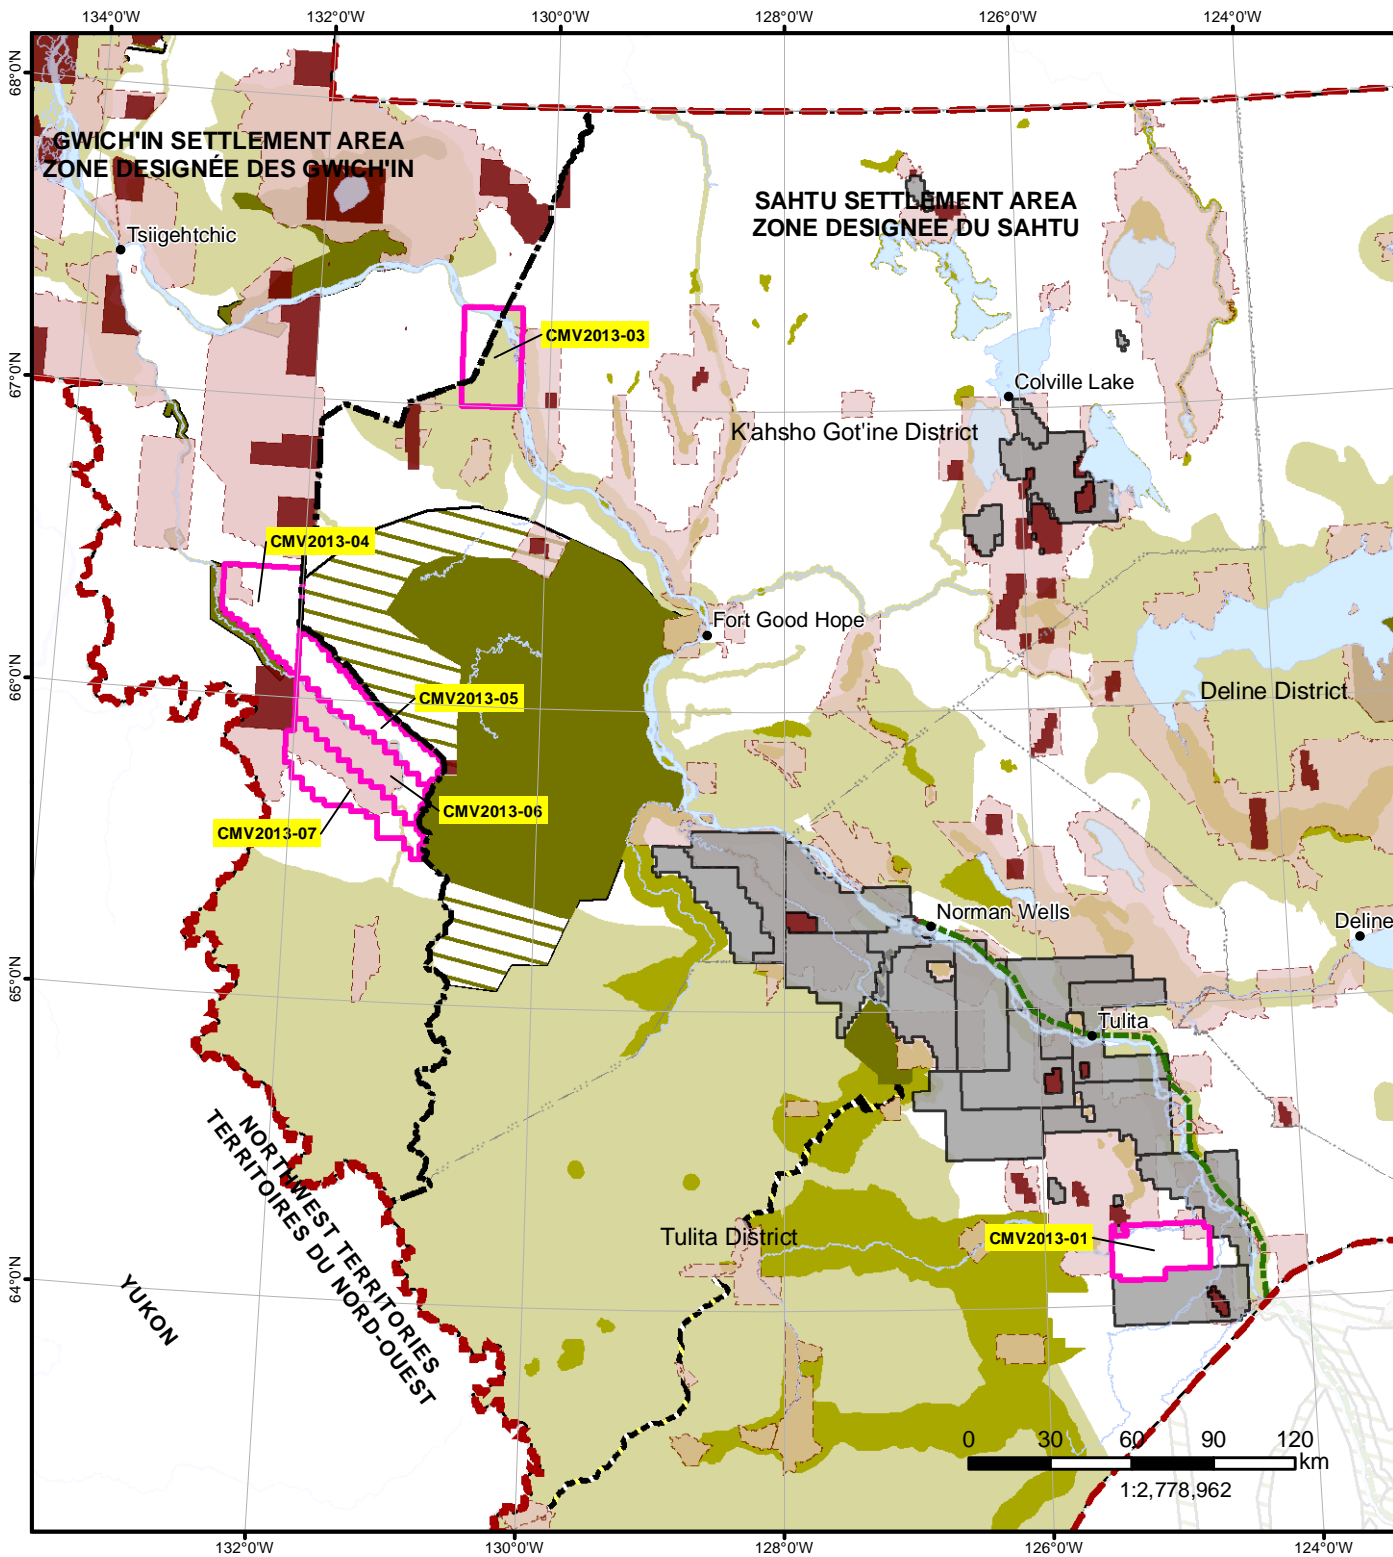 134°0'W
132°0'W
130°0'W
128°0'W
126°0'W
124°0'W
68°0'N
GWICH'IN SETTLEMENT AREA
ZONE DESIGNÉE DES GWICH'IN
SAHTU SETTLEMENT AREA
ZONE DESIGNEE DU SAHTU
Tsiigehtchic
CMV2013-03
67°0'N
Colville Lake
K'ahsho Got'ine District
CMV2013-04
Fort Good Hope
66°0'N
CMV2013-05
Deline District
CMV2013-06
CMV2013-07
Norman Wells
Deline
65°0'N
Tulita
NORTHWEST TERRITORIES
TERRITOIRES DU NORD-OUEST
Tulita District
CMV2013-01
64°0'N
YUKON
0 30 60 90 120
km
1:2,778,962
132°0'W
130°0'W
128°0'W
126°0'W
124°0'W